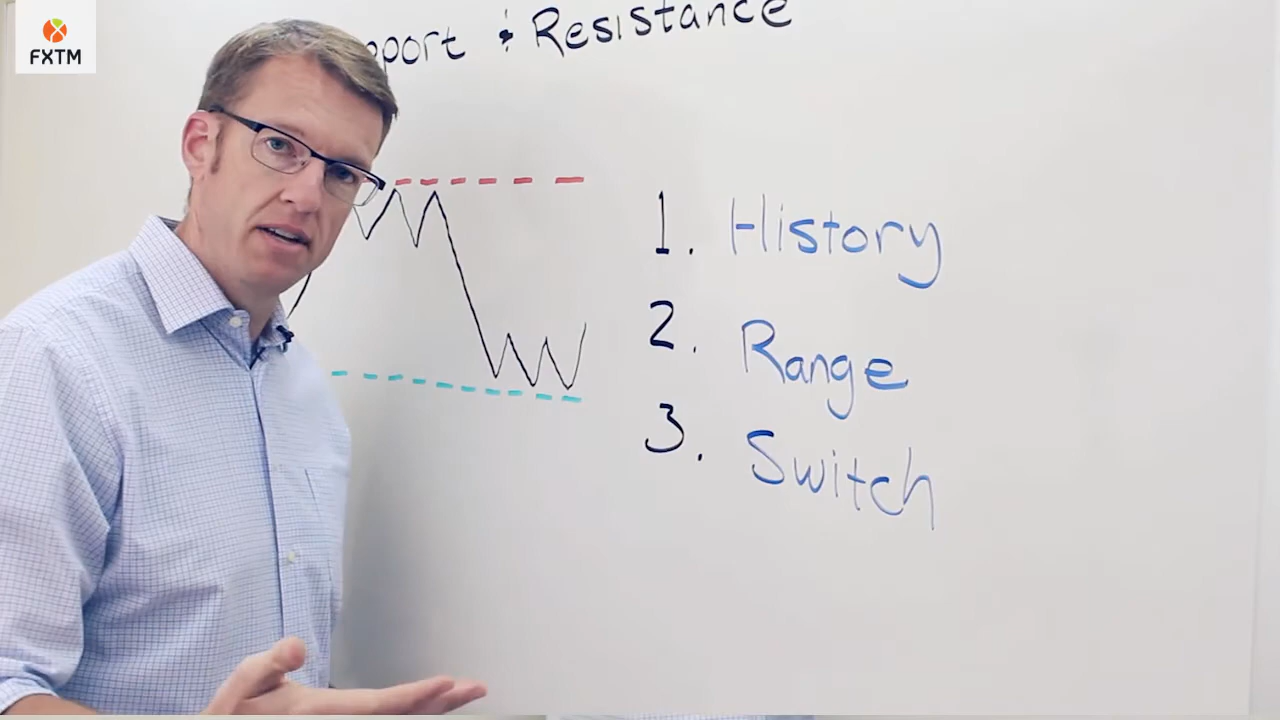 FXTM
pport & Resistance
1. History
2. Range
3. Switch